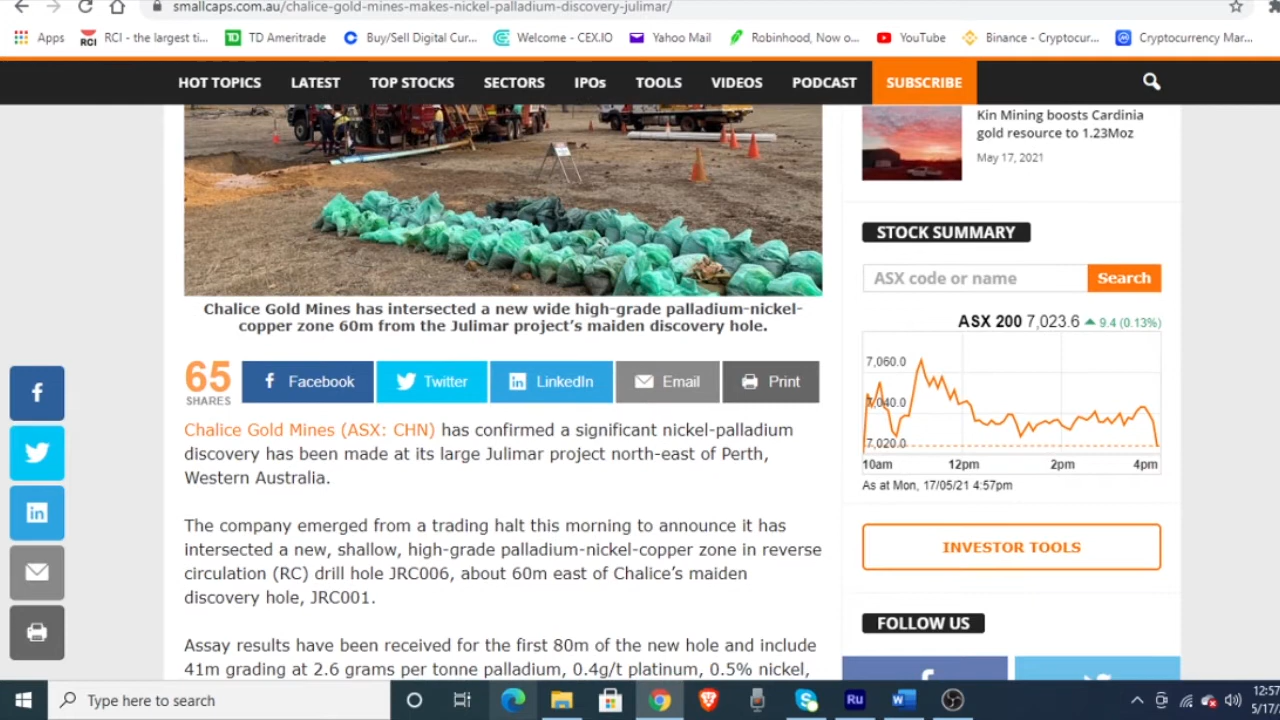 smallcaps.com.au/chalice-gold-mines-makes-nickel-palladium-discovery-julimar/
Apps RCI - the largest ti... TD Ameritrade Buy/Sell Digital Cur... Welcome - CEX.IO Yahoo Mail Robinhood, Now o... YouTube Binance - Cryptocur... Cryptocurrency Mar...
HOT TOPICS LATEST TOP STOCKS SECTORS IPOs TOOLS VIDEOS PODCAST SUBSCRIBE
Chalice Gold Mines has intersected a new wide high-grade palladium-nickel-
copper zone 60m from the Julimar project's maiden discovery hole.
65
SHARES
Facebook Twitter LinkedIn Email Print
Chalice Gold Mines (ASX: CHN) has confirmed a significant nickel-palladium
discovery has been made at its large Julimar project north-east of Perth,
Western Australia.
The company emerged from a trading halt this morning to announce it has
intersected a new, shallow, high-grade palladium-nickel-copper zone in reverse
circulation (RC) drill hole JRC006, about 60m east of Chalice's maiden
discovery hole, JRC001.
Assay results have been received for the first 80m of the new hole and include
41m grading at 2.6 grams per tonne palladium, 0.4g/t platinum, 0.5% nickel,
Kin Mining boosts Cardinia
gold resource to 1.23Moz
May 17, 2021
STOCK SUMMARY
ASX code or name Search
ASX 200 7,023.6 9.4 (0.13%)
7,060.0
7,040.0
7,020.0
10am 12pm 2pm 4pm
As at Mon, 17/05/21 4:57pm
INVESTOR TOOLS
FOLLOW US
Type here to search
Ru
12:57
5/17/